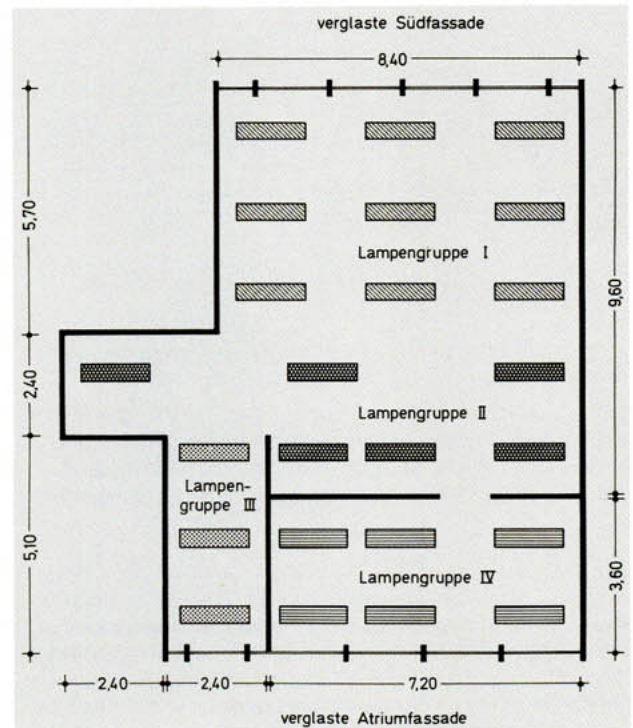 verglaste Südfassade
8,40
5,70
Lampengruppe I
9,60
2,40
Lampengruppe II
Lampen-
gruppe III
5,10
Lampengruppe IV
3,60
2,40
2,40
7,20
verglaste Atriumfassade